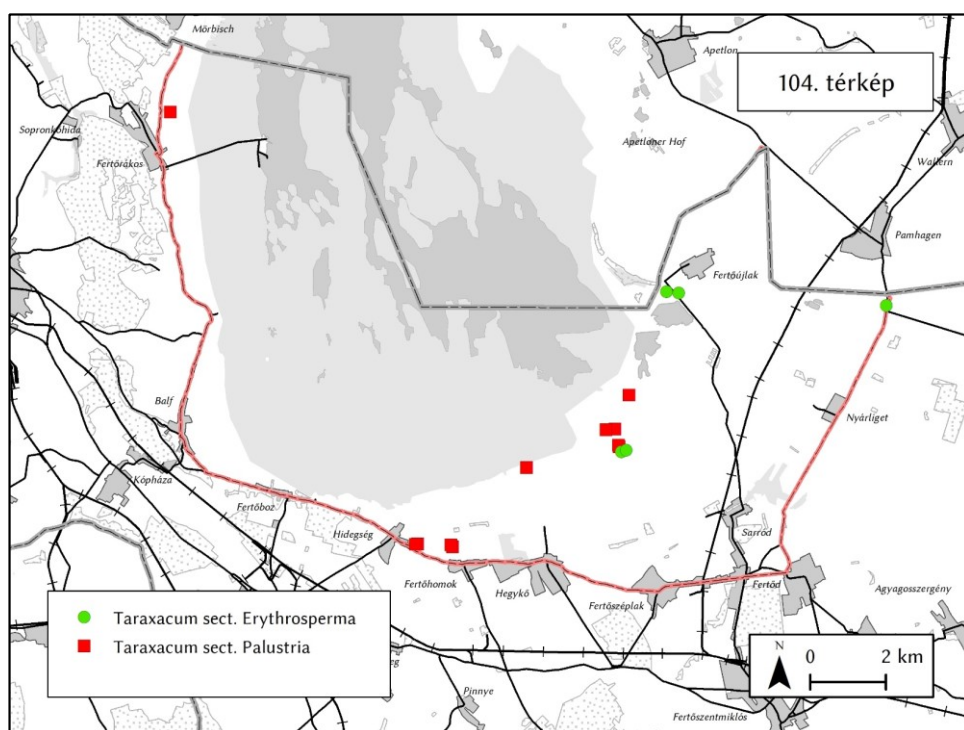 Mörbisch
Apetlon
104. térkép
Sopronkőhida
Fertőrákos
Apetloner Hof
Wallern
Pamhagen
Fertőújlak
Nyárliget
Balf
Kópháza
Fertőboz
Hidegség
Sarród
Fertőhomok
Hegykő
Fertőszéplak
Fertőd
Agyagosszergény
Taraxacum sect. Erythrosperma
Taraxacum sect. Palustria
N
0 2 km
Pinnye
Fertőszentmiklós